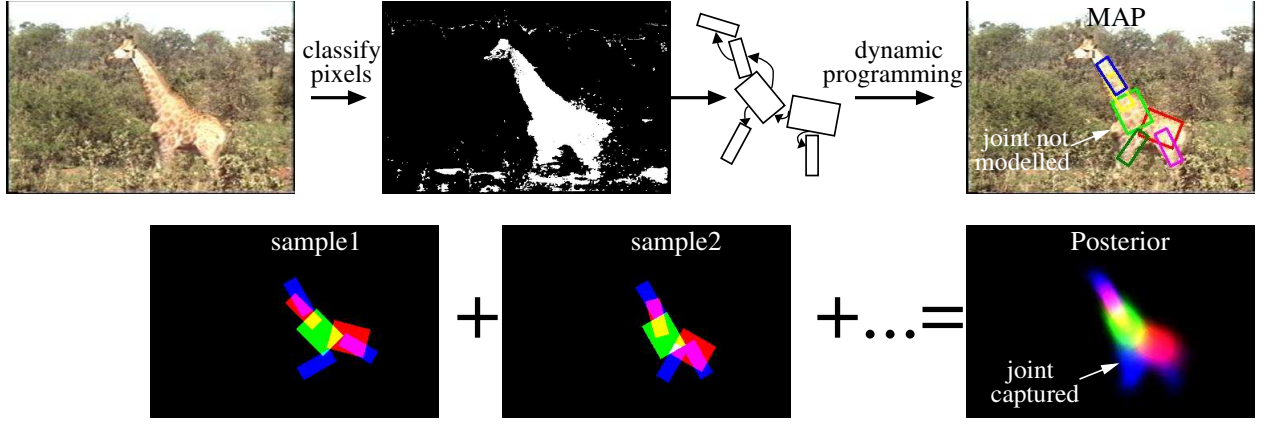 classify
pixels
dynamic
programming
MAP
joint not
modelled
sample1
+
sample2
+...=
Posterior
joint
captured